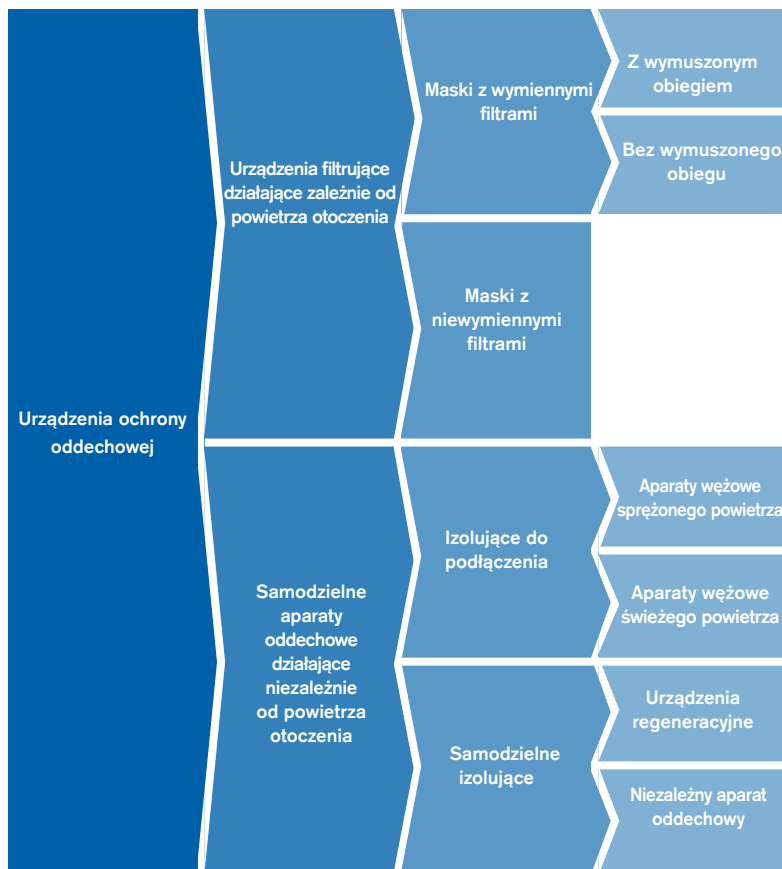 Urządzenia ochrony
oddechowej
Urządzenia filtrujące
działające zależnie od
powietrza otoczenia
Maski z wymiennymi
filtrami
Z wymuszonym
obiegiem
Bez wymuszonego
obiegu
Maski z
niewymiennymi
filtrami
Samodzielne
aparaty
oddechowe
działające
niezależnie
od powietrza
otoczenia
Izolujące do
podłączenia
Aparaty wężowe
sprężonego powietrza
Aparaty wężowe
świeżego powietrza
Samodzielne
izolujące
Urządzenia
regeneracyjne
Niezależny aparat
oddechowy